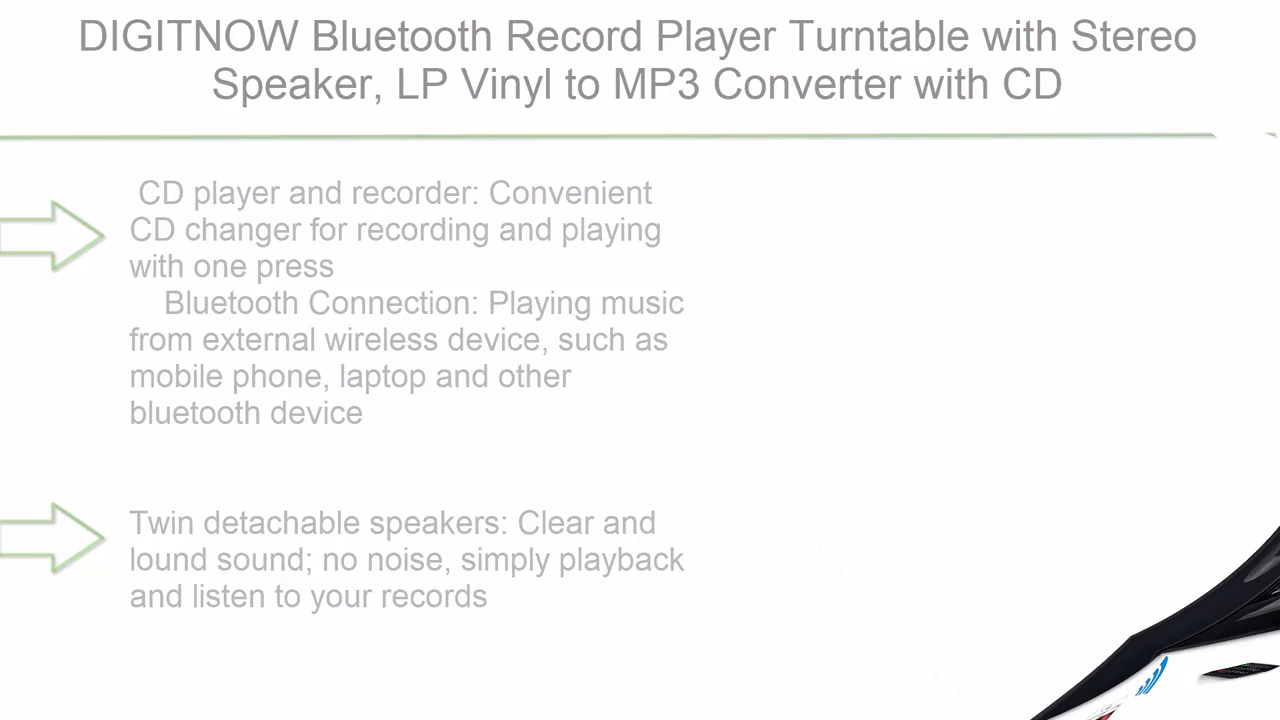 DIGITNOW Bluetooth Record Player Turntable with Stereo
Speaker, LP Vinyl to MP3 Converter with CD
CD player and recorder: Convenient
CD changer for recording and playing
with one press
Bluetooth Connection: Playing music
from external wireless device, such as
mobile phone, laptop and other
bluetooth device
Twin detachable speakers: Clear and
lound sound; no noise, simply playback
and listen to your records